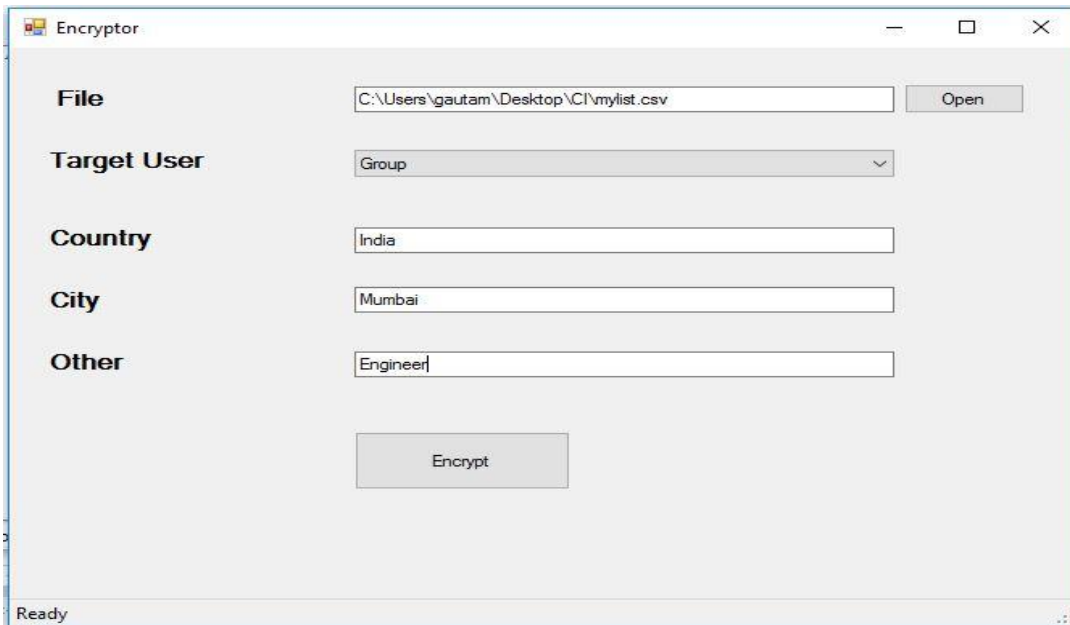 Encryptor
File
C:\Users\gautam\Desktop\CI\mylist.csv
Open
Target User
Group
Country
India
City
Mumbai
Other
Engineer
Encrypt
Ready